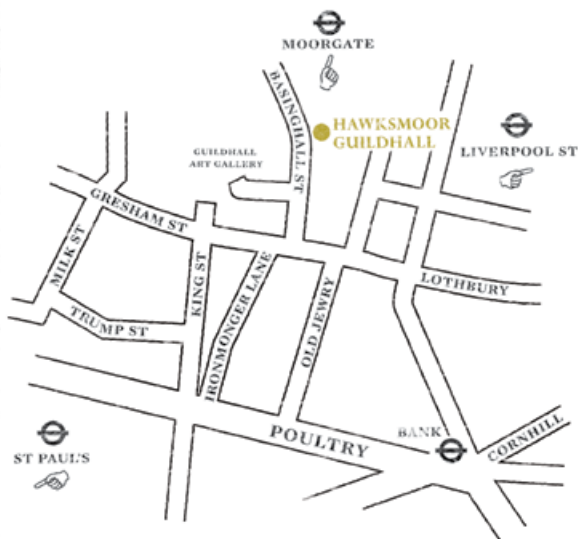 MOORGATE
BASINGHALL ST
HAWKSMOOR
GUILDHALL
GUILDHALL
ART GALLERY
LIVERPOOL ST
GRESHAM ST
MILK ST
KING ST
IRONMONGER LANE
OLD JEWRY
LOTHBURY
TRUMP ST
POULTRY
BANK
CORNHILL
ST PAUL'S